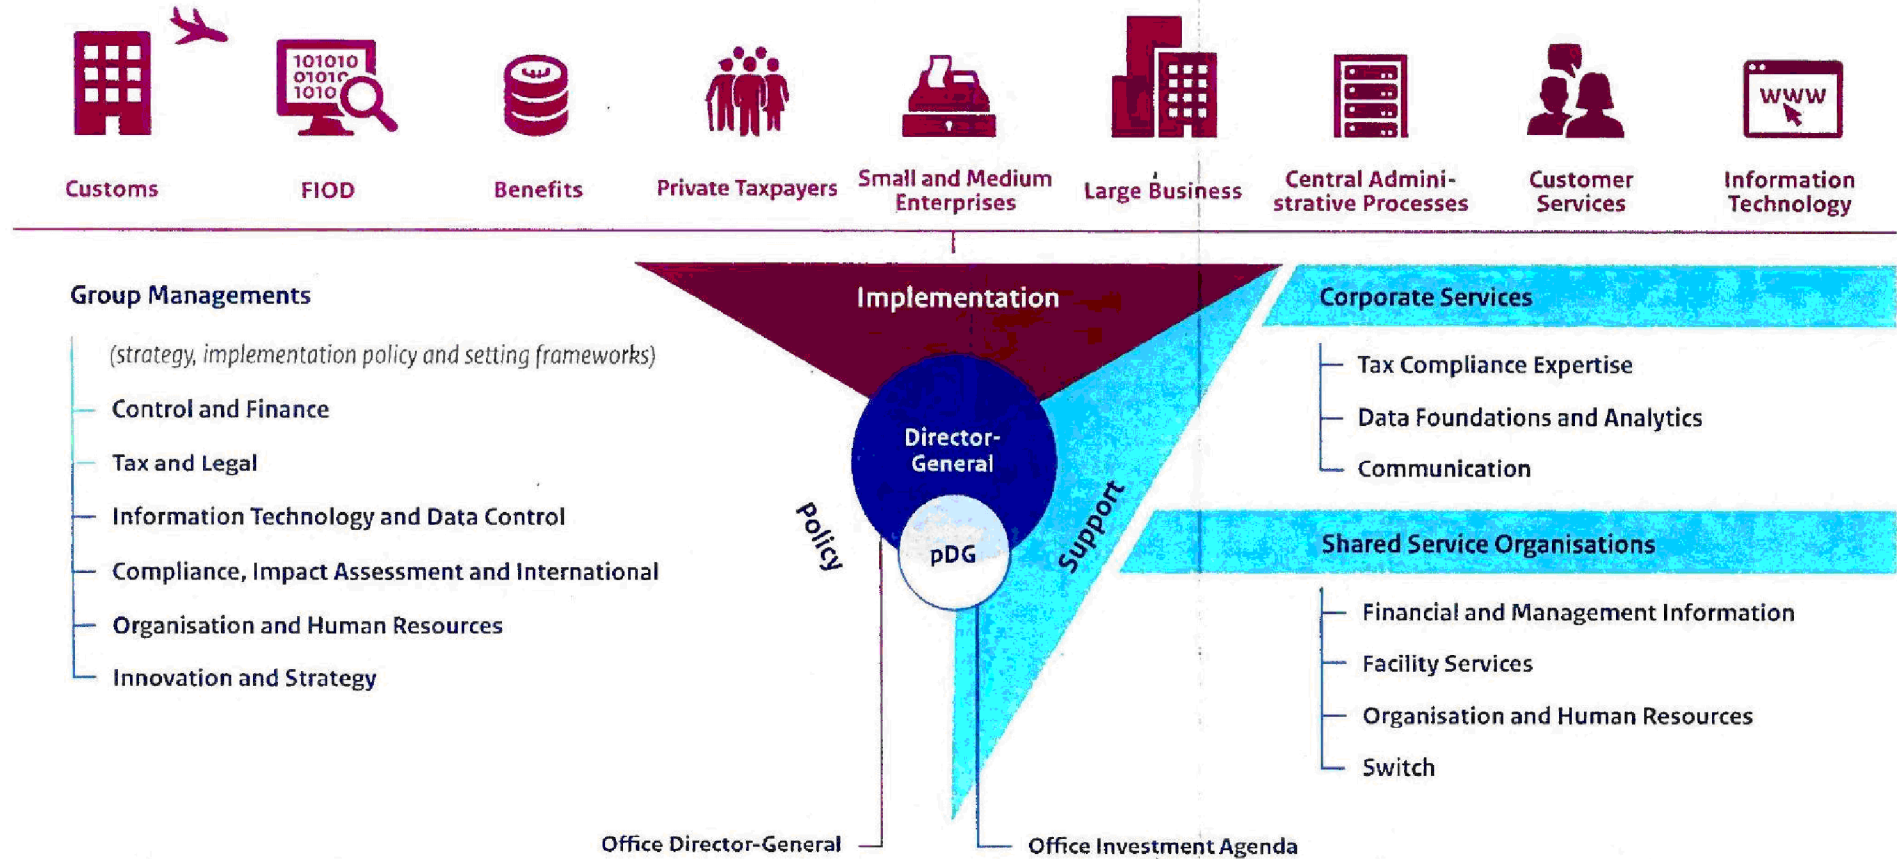 101010
01010
1010
www
Customs
FIOD
Benefits
Private Taxpayers
Small and Medium
Enterprises
Large Business
Central Admini-
strative Processes
Customer
Services
Information
Technology
Group Managements
(strategy, implementation policy and setting frameworks)
Control and Finance
Tax and Legal
Information Technology and Data Control
Compliance, Impact Assessment and International
Organisation and Human Resources
Innovation and Strategy
Implementation
Director-
General
pDG
Policy
Support
Office Director-General
Office Investment Agenda
Corporate Services
Tax Compliance Expertise
Data Foundations and Analytics
Communication
Shared Service Organisations
Financial and Management Information
Facility Services
Organisation and Human Resources
Switch